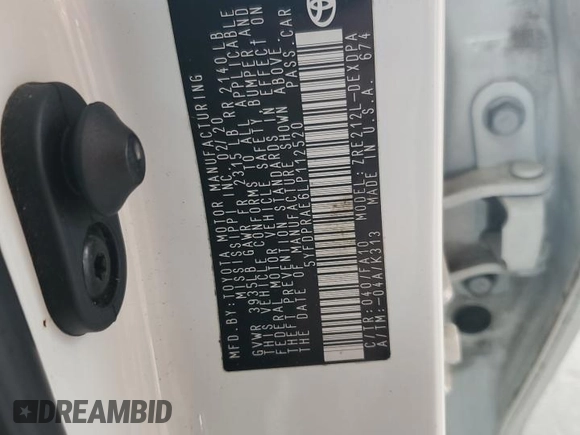 MFD.BY:TOYOTA MOTOR MANUFACTURING
MISSISSIPPI INC. 02/20
GVWR 3935LB GAWR FR 2315LB RR 2140LB
THIS VEHICLE CONFORMS TO ALL APPLICABLE
FEDERAL MOTOR VEHICLE SAFETY, BUMPER, AND
THEFT PREVENTION STANDARDS IN EFFECT ON
THE DATE OF MANUFACTURE SHOWN ABOVE.
5YFDPRAE6LP112520 PASS.CAR
C/TR:040/FK10 MODEL:ZRE212L-DEXDPA
A/TM:-04A/K313 MADE IN U.S.A 674
DREAMBID